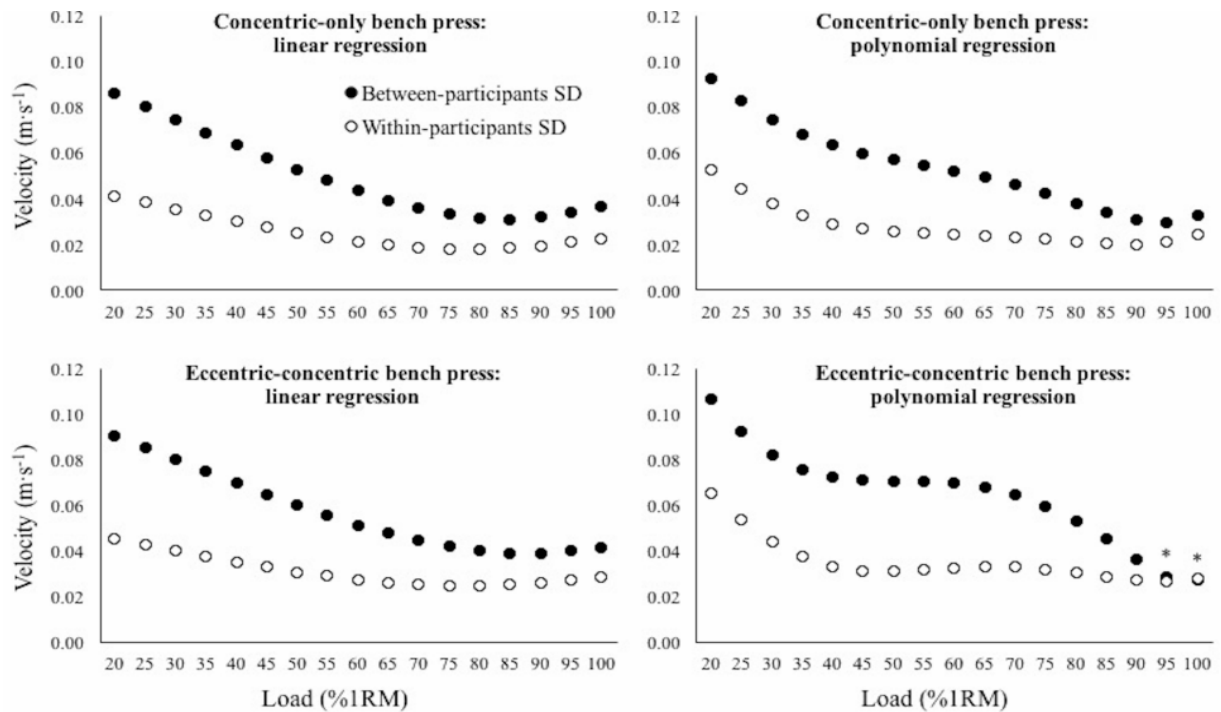 Concentric-only bench press:
linear regression
0.12
0.10
0.08
0.06
0.04
0.02
0.00
Velocity (m·s⁻¹)
Between-participants SD
Within-participants SD
20 25 30 35 40 45 50 55 60 65 70 75 80 85 90 95 100
Concentric-only bench press:
polynomial regression
0.12
0.10
0.08
0.06
0.04
0.02
0.00
20 25 30 35 40 45 50 55 60 65 70 75 80 85 90 95 100
Eccentric-concentric bench press:
linear regression
0.12
0.10
0.08
0.06
0.04
0.02
0.00
Velocity (m·s⁻¹)
20 25 30 35 40 45 50 55 60 65 70 75 80 85 90 95 100
Load (%1RM)
Eccentric-concentric bench press:
polynomial regression
0.12
0.10
0.08
0.06
0.04
0.02
0.00
* *
20 25 30 35 40 45 50 55 60 65 70 75 80 85 90 95 100
Load (%1RM)